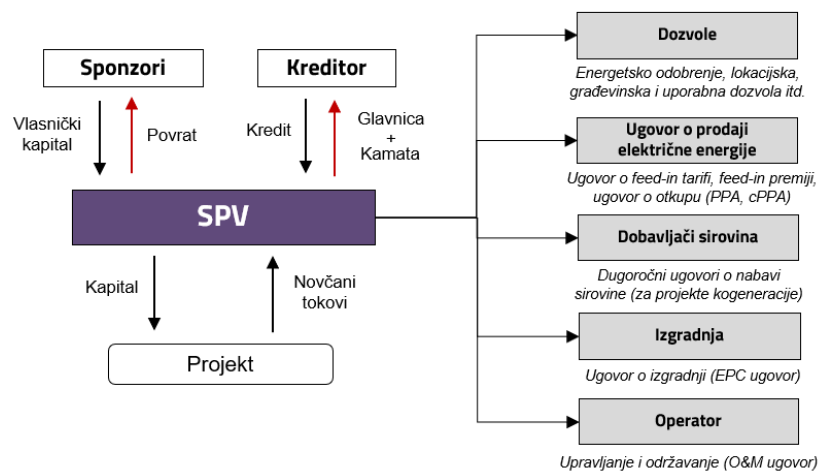 Sponzori
Kreditor
Vlasnički
kapital
Povrat
Kredit
Glavnica
+
Kamata
SPV
Kapital
Novčani
tokovi
Projekt
Dozvole
Energetsko odobrenje, lokacijska,
građevinska i uporabna dozvola itd.
Ugovor o prodaji
električne energije
Ugovor o feed-in tarifi, feed-in premiji,
ugovor o otkupu (PPA, cPPA)
Dobavljači sirovina
Dugoročni ugovori o nabavi
sirovine (za projekte kogeneracije)
Izgradnja
Ugovor o izgradnji (EPC ugovor)
Operator
Upravljanje i održavanje (O&M ugovor)